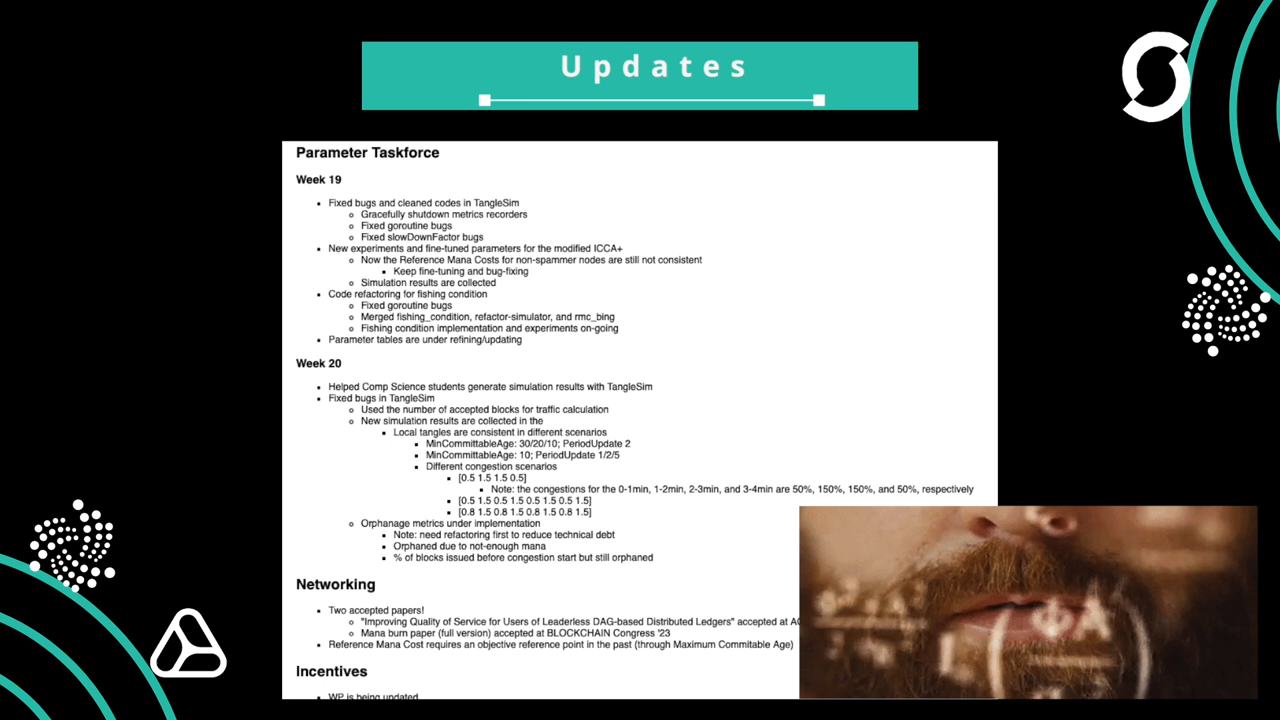 Updates
Parameter Taskforce
Week 19
Fixed bugs and cleaned codes in TangleSim
Gracefully shutdown metrics recorders
Fixed goroutine bugs
Fixed slowDownFactor bugs
New experiments and fine-tuned parameters for the modified ICCA+
Now the Reference Mana Costs for non-spammer nodes are still not consistent
Keep fine-tuning and bug-fixing
Simulation results are collected
Code refactoring for fishing condition
Fixed goroutine bugs
Merged fishing_condition, refactor-simulator, and rmc_bing
Fishing condition implementation and experiments on-going
Parameter tables are under refining/updating
Week 20
Helped Comp Science students generate simulation results with TangleSim
Fixed bugs in TangleSim
Used the number of accepted blocks for traffic calculation
New simulation results are collected in the
Local tangles are consistent in different scenarios
MinCommittableAge: 30/20/10; PeriodUpdate 2
MinCommittableAge: 10; PeriodUpdate 1/2/5
Different congestion scenarios
[0.5 1.5 1.5 0.5]
Note: the congestions for the 0-1min, 1-2min, 2-3min, and 3-4min are 50%, 150%, 150%, and 50%, respectively
[0.5 1.5 0.5 1.5 0.5 1.5 0.5 1.5]
[0.8 1.5 0.8 1.5 0.8 1.5 0.8 1.5]
Orphanage metrics under implementation
Note: need refactoring first to reduce technical debt
Orphaned due to not-enough mana
% of blocks issued before congestion start but still orphaned
Networking
Two accepted papers!
"Improving Quality of Service for Users of Leaderless DAG-based Distributed Ledgers" accepted at
Mana burn paper (full version) accepted at BLOCKCHAIN Congress '23
Reference Mana Cost requires an objective reference point in the past (through Maximum Commitable Age)
Incentives
WP is being updated